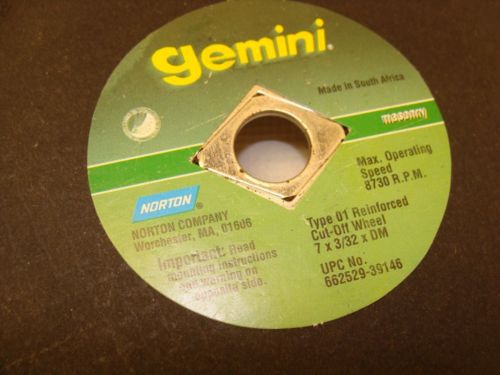 gemini.
Made in South Africa
masonry
Max. Operating
Speed
8730 R.P.M.
NORTON
NORTON COMPANY
Worchester, MA, 01606
Important: Read
mounting instructions
and warning on
opposite side.
Type 01 Reinforced
Cut-Off Wheel
7 x 3/32 x DM
UPC No.
662529-39146